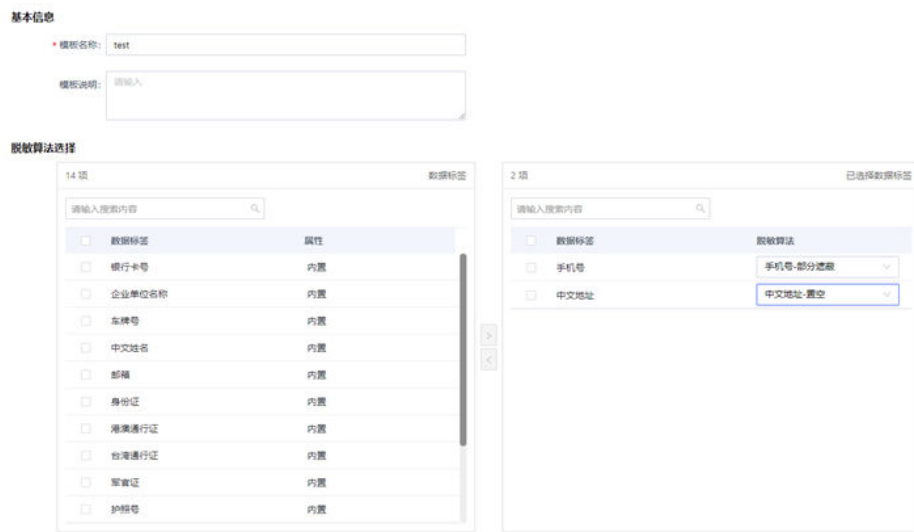 基本信息
* 模板名称: test
模板说明: 请输入
脱敏算法选择
14 项 数据标签
请输入搜索内容
数据标签 属性
银行卡号 内置
企业单位名称 内置
车牌号 内置
中文姓名 内置
邮箱 内置
身份证 内置
港澳通行证 内置
台湾通行证 内置
军官证 内置
护照号 内置
> 
<
2 项 已选择数据标签
请输入搜索内容
数据标签 脱敏算法
手机号 手机号-部分遮蔽
中文地址 中文地址-置空